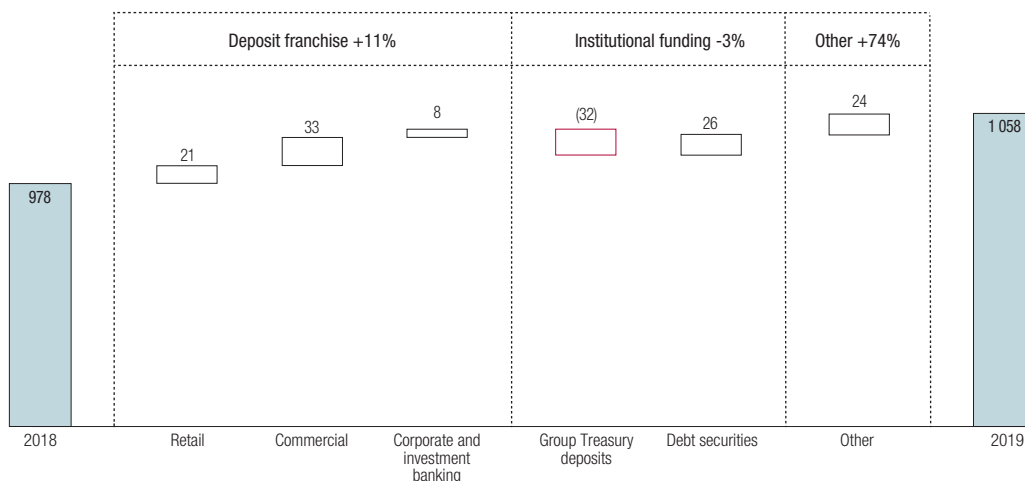 Deposit franchise +11%
Institutional funding -3%
Other +74%
21
33
8
(32)
26
24
978
1 058
2018
Retail
Commercial
Corporate and
investment
banking
Group Treasury
deposits
Debt securities
Other
2019